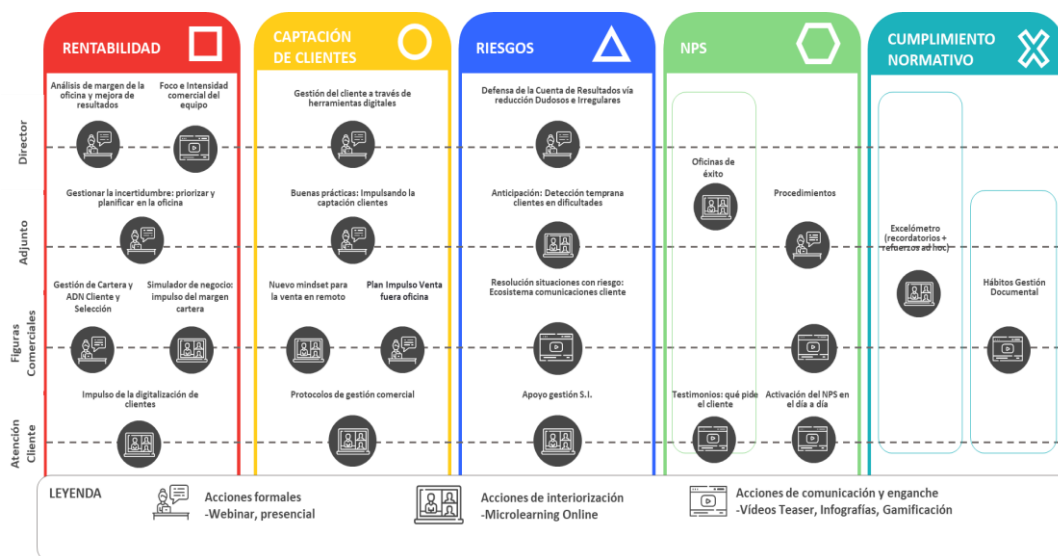 RENTABILIDAD
CAPTACIÓN
DE CLIENTES
RIESGOS
NPS
CUMPLIMIENTO
NORMATIVO
Director
Análisis de margen de la
oficina y mejora de
resultados
Foco e Intensidad
comercial del
equipo
Gestión del cliente a través de
herramientas digitales
Defensa de la Cuenta de Resultados vía
reducción Dudosos e Irregulares
Oficinas de
éxito
Adjunto
Gestionar la incertidumbre: priorizar y
planificar en la oficina
Buenas prácticas: Impulsando la
captación clientes
Anticipación: Detección temprana
clientes en dificultades
Procedimientos
Excelómetro
(recordatorios +
refuerzos ad hoc)
Figuras
Comerciales
Gestión de Cartera y
ADN Cliente y
Selección
Simulador de negocio:
impulso del margen
cartera
Nuevo mindset para
la venta en remoto
Plan Impulso Venta
fuera oficina
Resolución situaciones con riesgo:
Ecosistema comunicaciones cliente
Hábitos Gestión
Documental
Atención
Cliente
Impulso de la digitalización de
clientes
Protocolos de gestión comercial
Apoyo gestión S.I.
Testimonios: qué pide
el cliente
Activación del NPS en
el día a día
LEYENDA
Acciones formales
-Webinar, presencial
Acciones de interiorización
-Microlearning Online
Acciones de comunicación y enganche
-Vídeos Teaser, Infografías, Gamificación